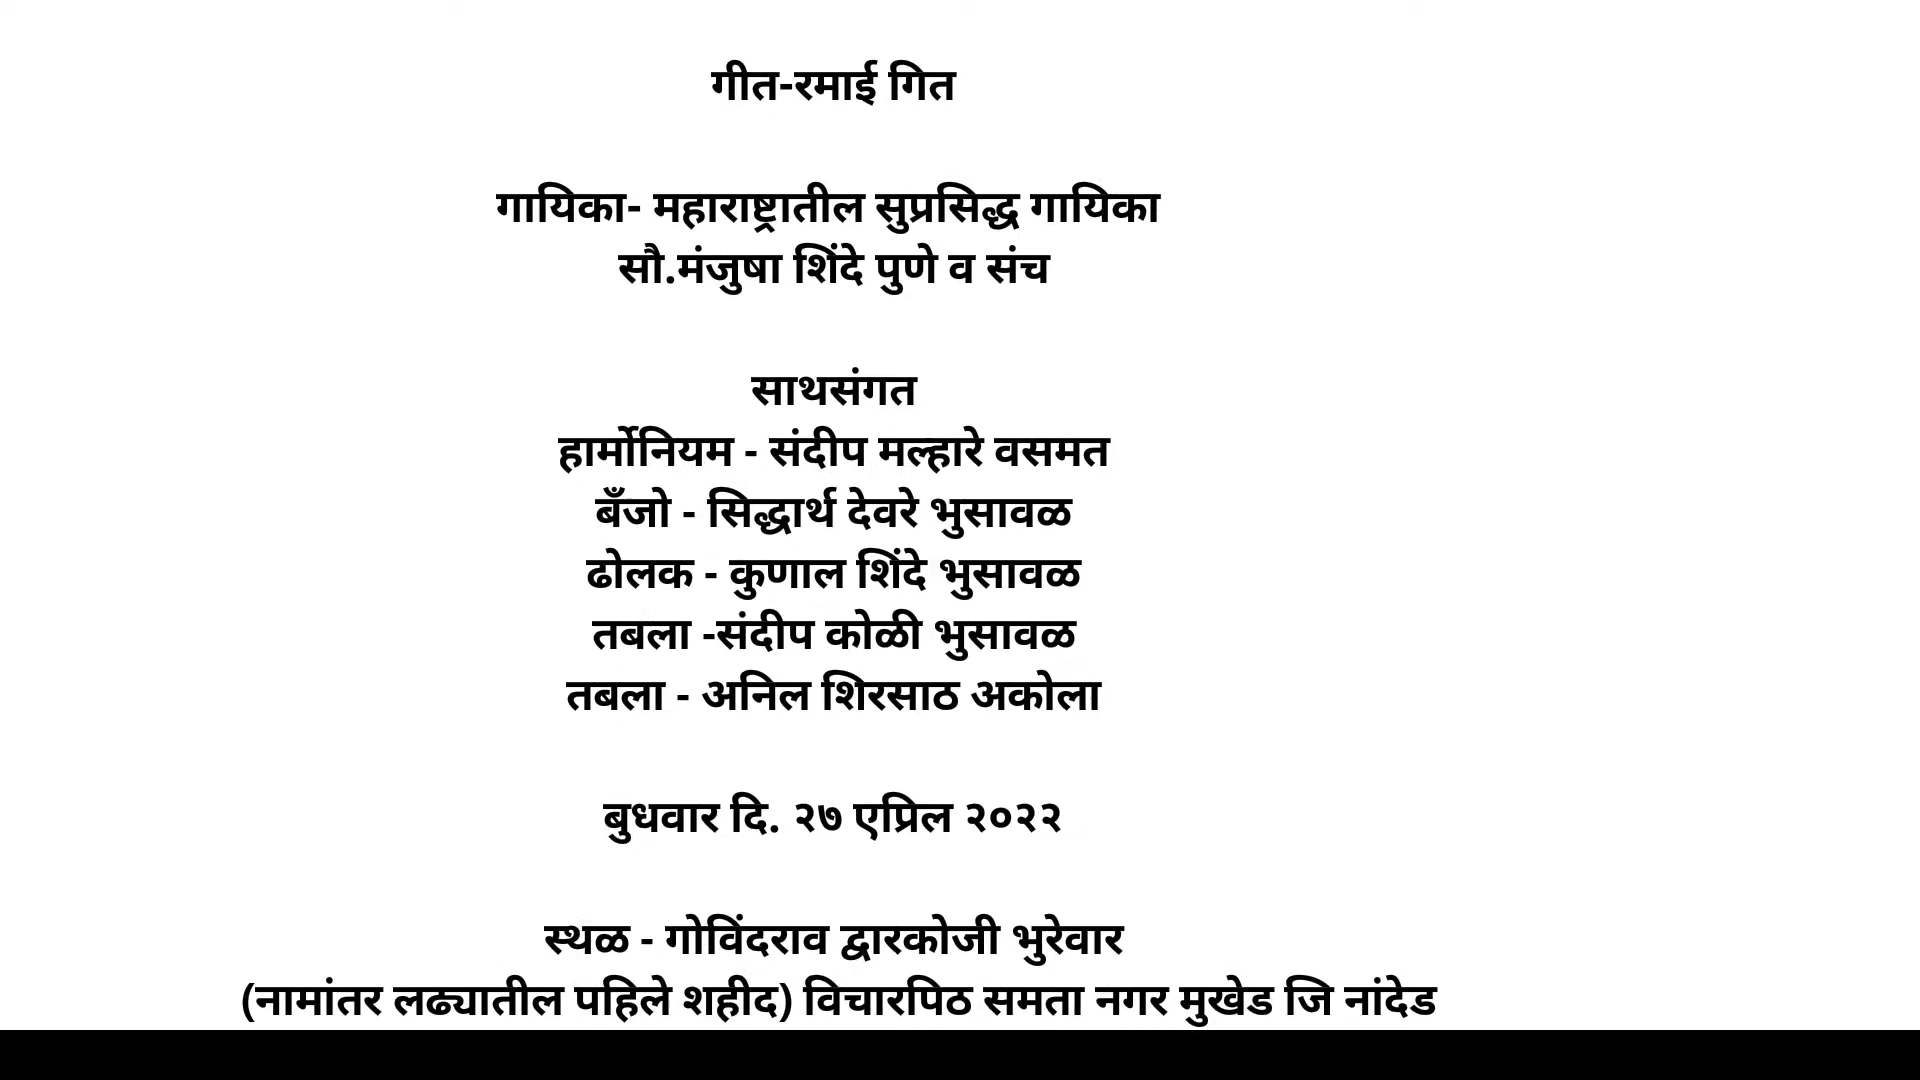 गीत-रमाई गित
गायिका- महाराष्ट्रातील सुप्रसिद्ध गायिका
सौ.मंजुषा शिंदे पुणे व संच
साथसंगत
हार्मोनियम - संदीप मल्हारे वसमत
बँजो - सिद्धार्थ देवरे भुसावळ
ढोलक - कुणाल शिंदे भुसावळ
तबला -संदीप कोळी भुसावळ
तबला - अनिल शिरसाठ अकोला
बुधवार दि. २७ एप्रिल २०२२
स्थळ - गोविंदराव द्वारकोजी भुरेवार
(नामांतर लढ्यातील पहिले शहीद) विचारपिठ समता नगर मुखेड जि नांदेड